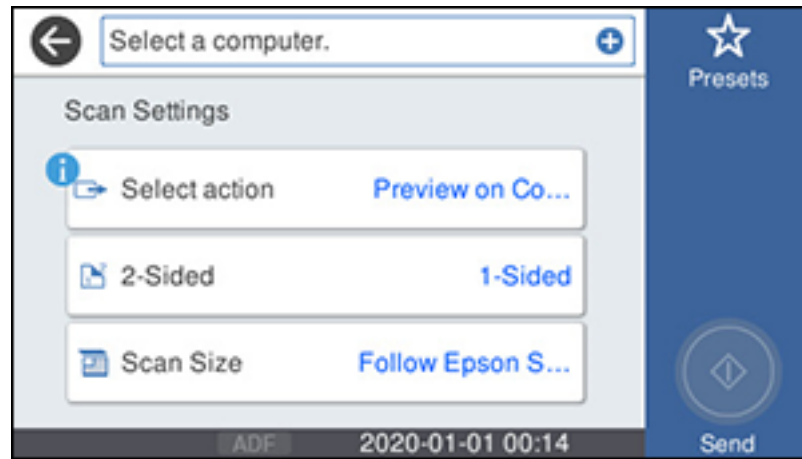 Select a computer.
Presets
Scan Settings
i
Select action Preview on Co...
2-Sided 1-Sided
Scan Size Follow Epson S...
ADF 2020-01-01 00:14
Send